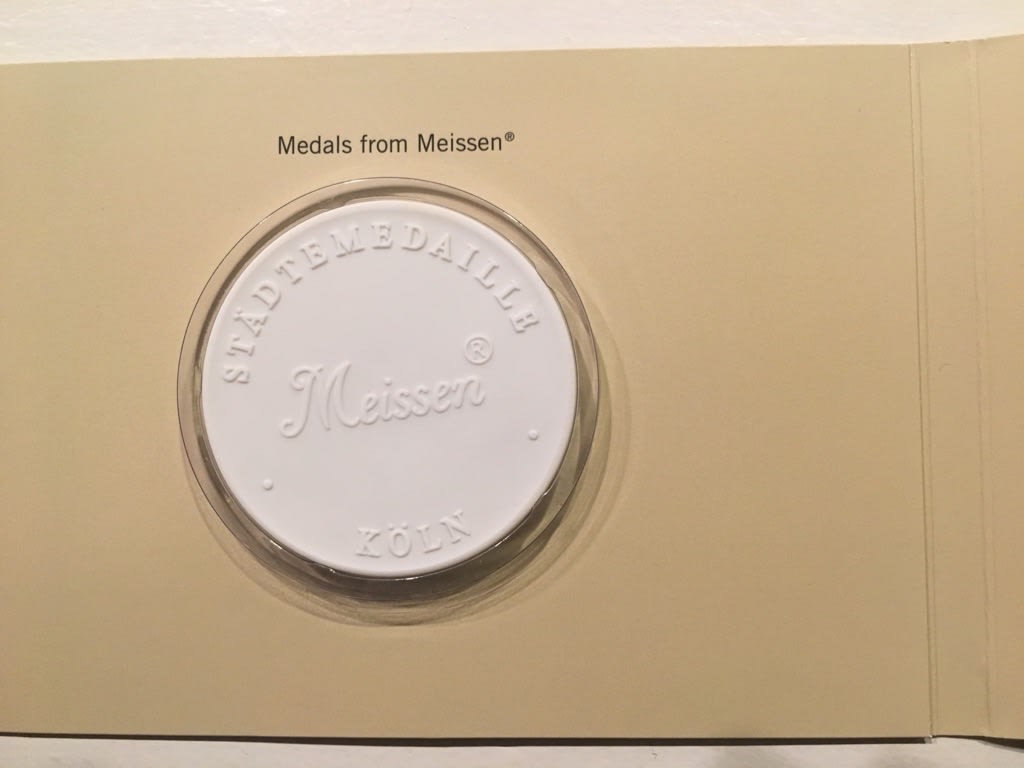 Medals from Meissen®
STÄDTEMEDAILLE
Meissen®
KÖLN